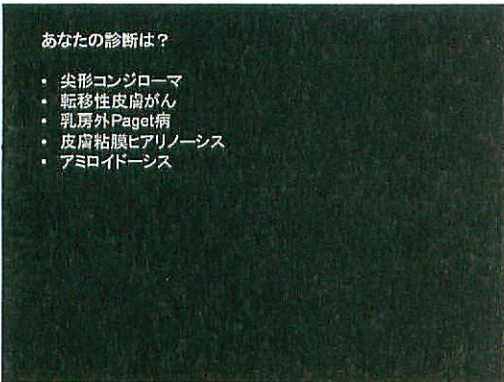 あなたの診断は？
• 尖形コンジローマ
• 転移性皮膚がん
• 乳房外Paget病
• 皮膚粘膜ヒアリノーシス
• アミロイドーシス